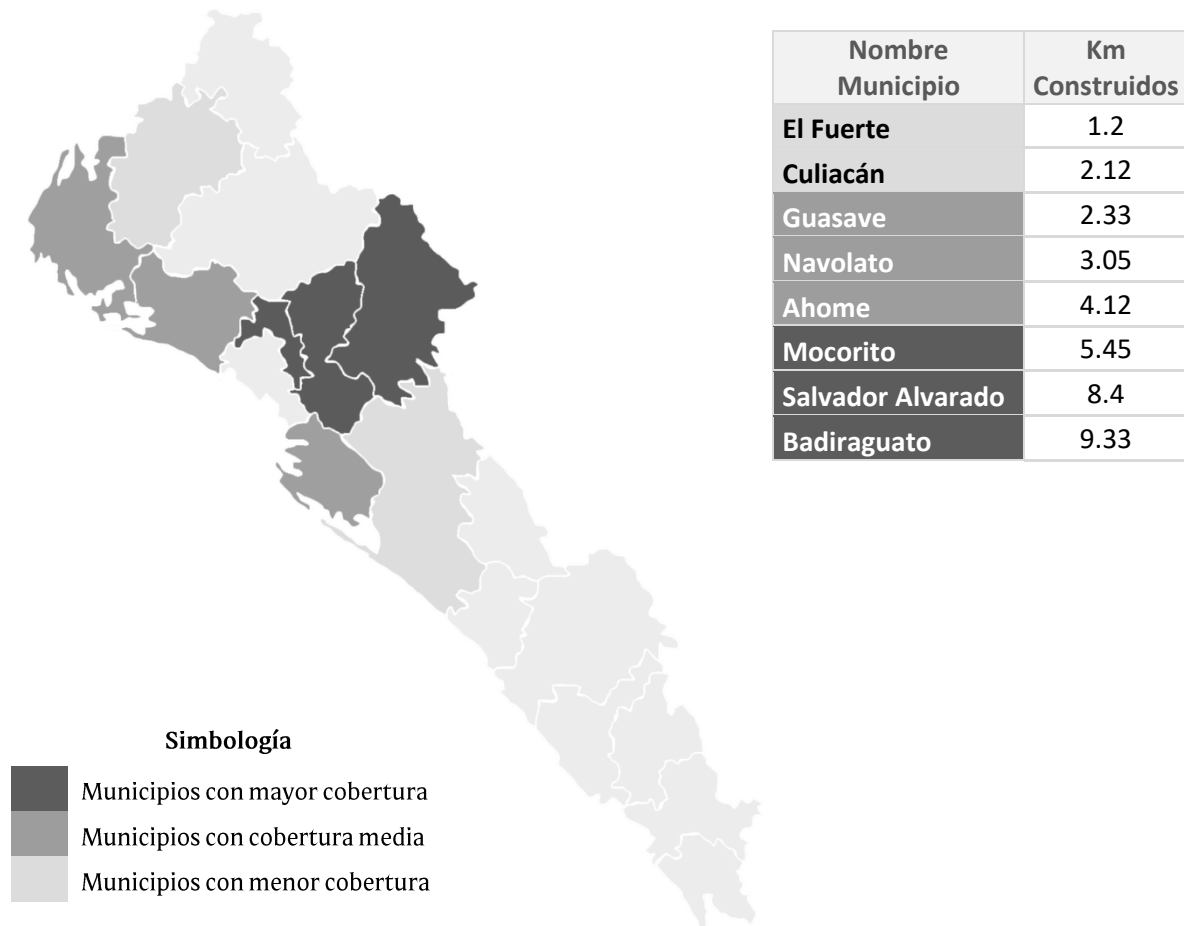 Nombre Municipio	Km Construidos
El Fuerte	1.2
Culiacán	2.12
Guasave	2.33
Navolato	3.05
Ahome	4.12
Mocorito	5.45
Salvador Alvarado	8.4
Badiraguato	9.33
Simbología
Municipios con mayor cobertura
Municipios con cobertura media
Municipios con menor cobertura